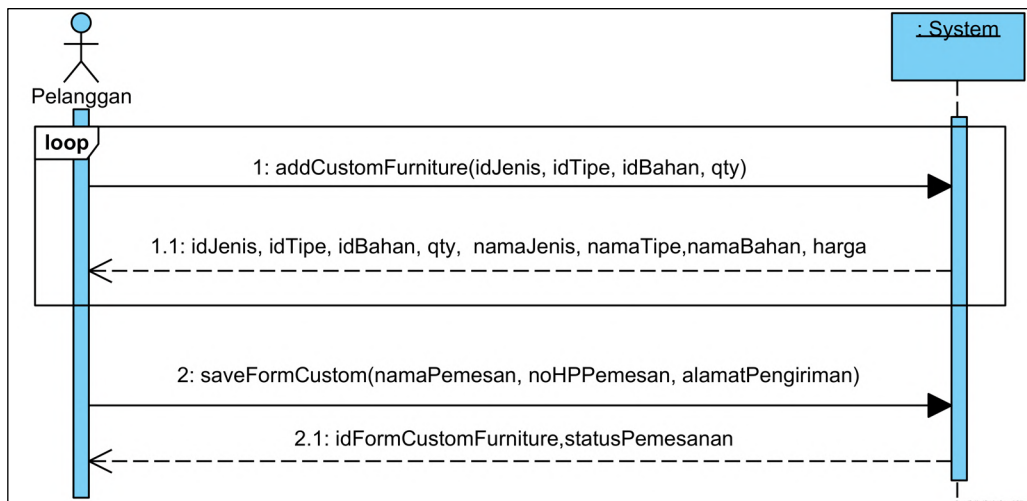 : System
Pelanggan
loop
1: addCustomFurniture(idJenis, idTipe, idBahan, qty)
1.1: idJenis, idTipe, idBahan, qty,  namaJenis, namaTipe,namaBahan, harga
2: saveFormCustom(namaPemesan, noHPPemesan, alamatPengiriman)
2.1: idFormCustomFurniture,statusPemesanan